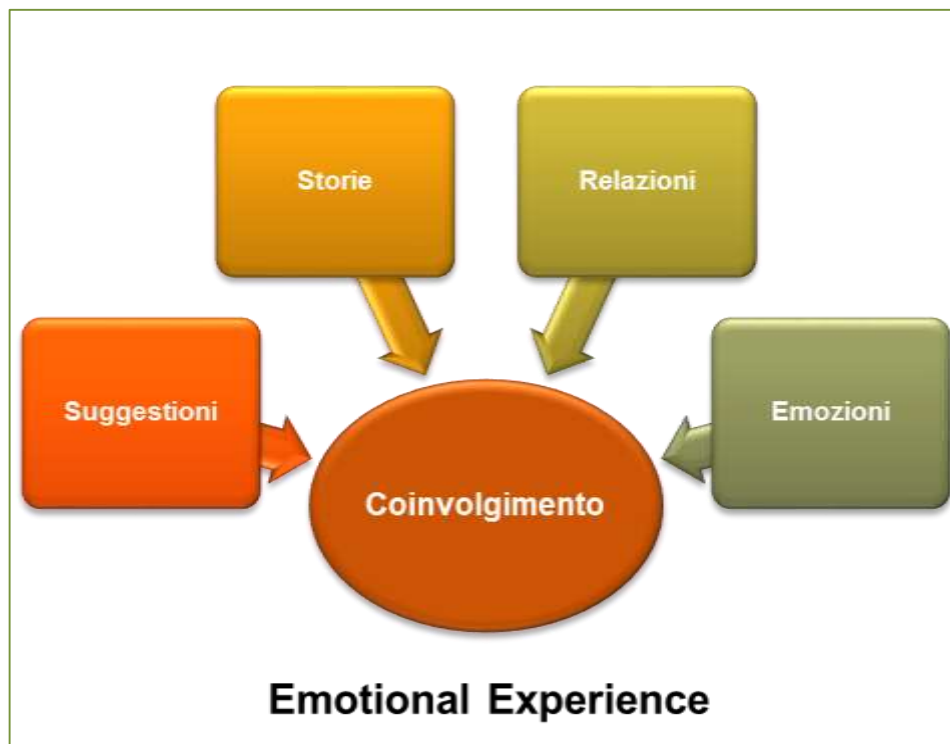 Storie
Relazioni
Suggestioni
Emozioni
Coinvolgimento
Emotional Experience